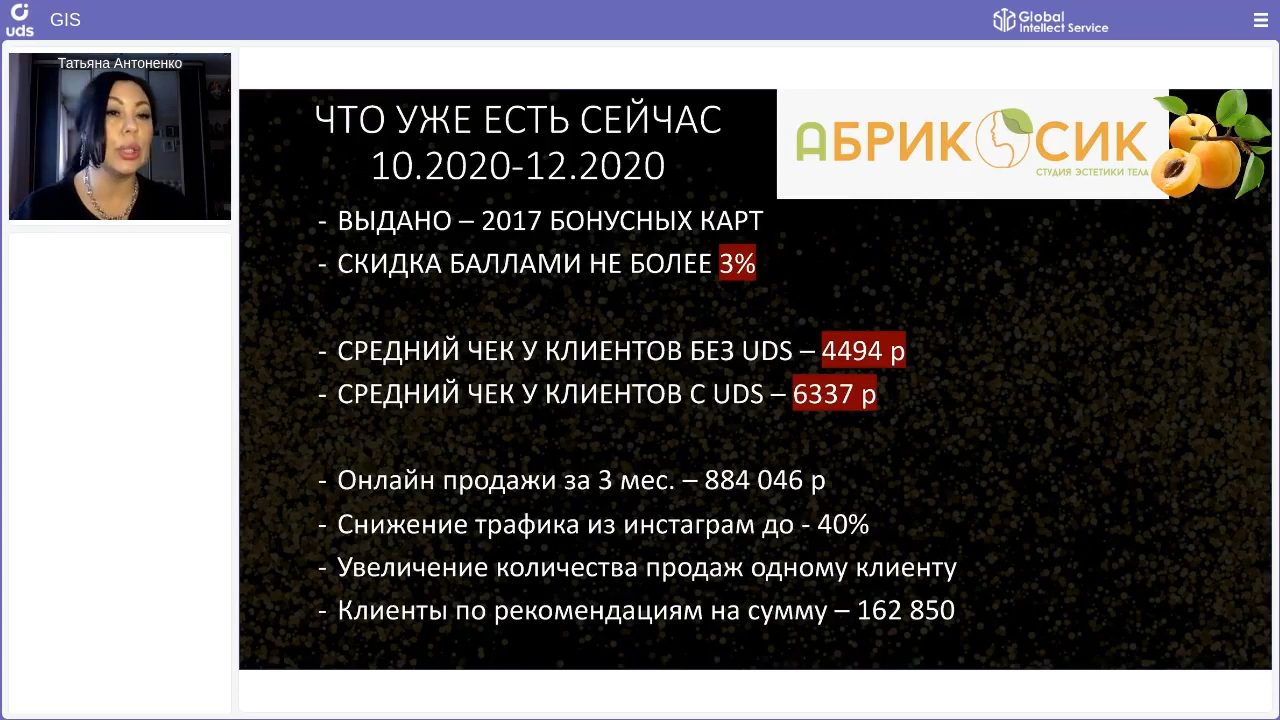 uds
GIS
Global
Intellect Service
Татьяна Антоненко
ЧТО УЖЕ ЕСТЬ СЕЙЧАС
10.2020-12.2020
АБРИКОСИК
СТУДИЯ ЭСТЕТИКИ ТЕЛА
- ВЫДАНО – 2017 БОНУСНЫХ КАРТ
- СКИДКА БАЛЛАМИ НЕ БОЛЕЕ 3%
- СРЕДНИЙ ЧЕК У КЛИЕНТОВ БЕЗ UDS – 4494 р
- СРЕДНИЙ ЧЕК У КЛИЕНТОВ С UDS – 6337 р
- Онлайн продажи за 3 мес. – 884 046 р
- Снижение трафика из инстаграм до - 40%
- Увеличение количества продаж одному клиенту
- Клиенты по рекомендациям на сумму – 162 850